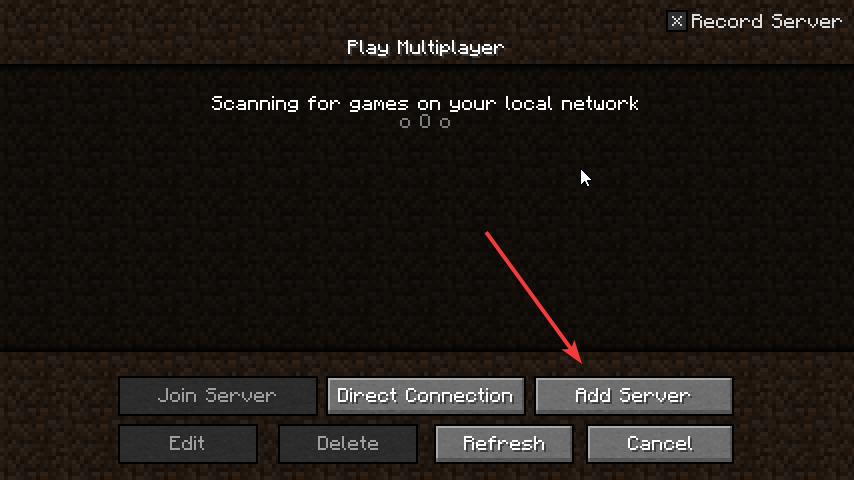 Record Server
Play Multiplayer
Scanning for games on your local network
o O o
Join Server
Direct Connection
Add Server
Edit
Delete
Refresh
Cancel